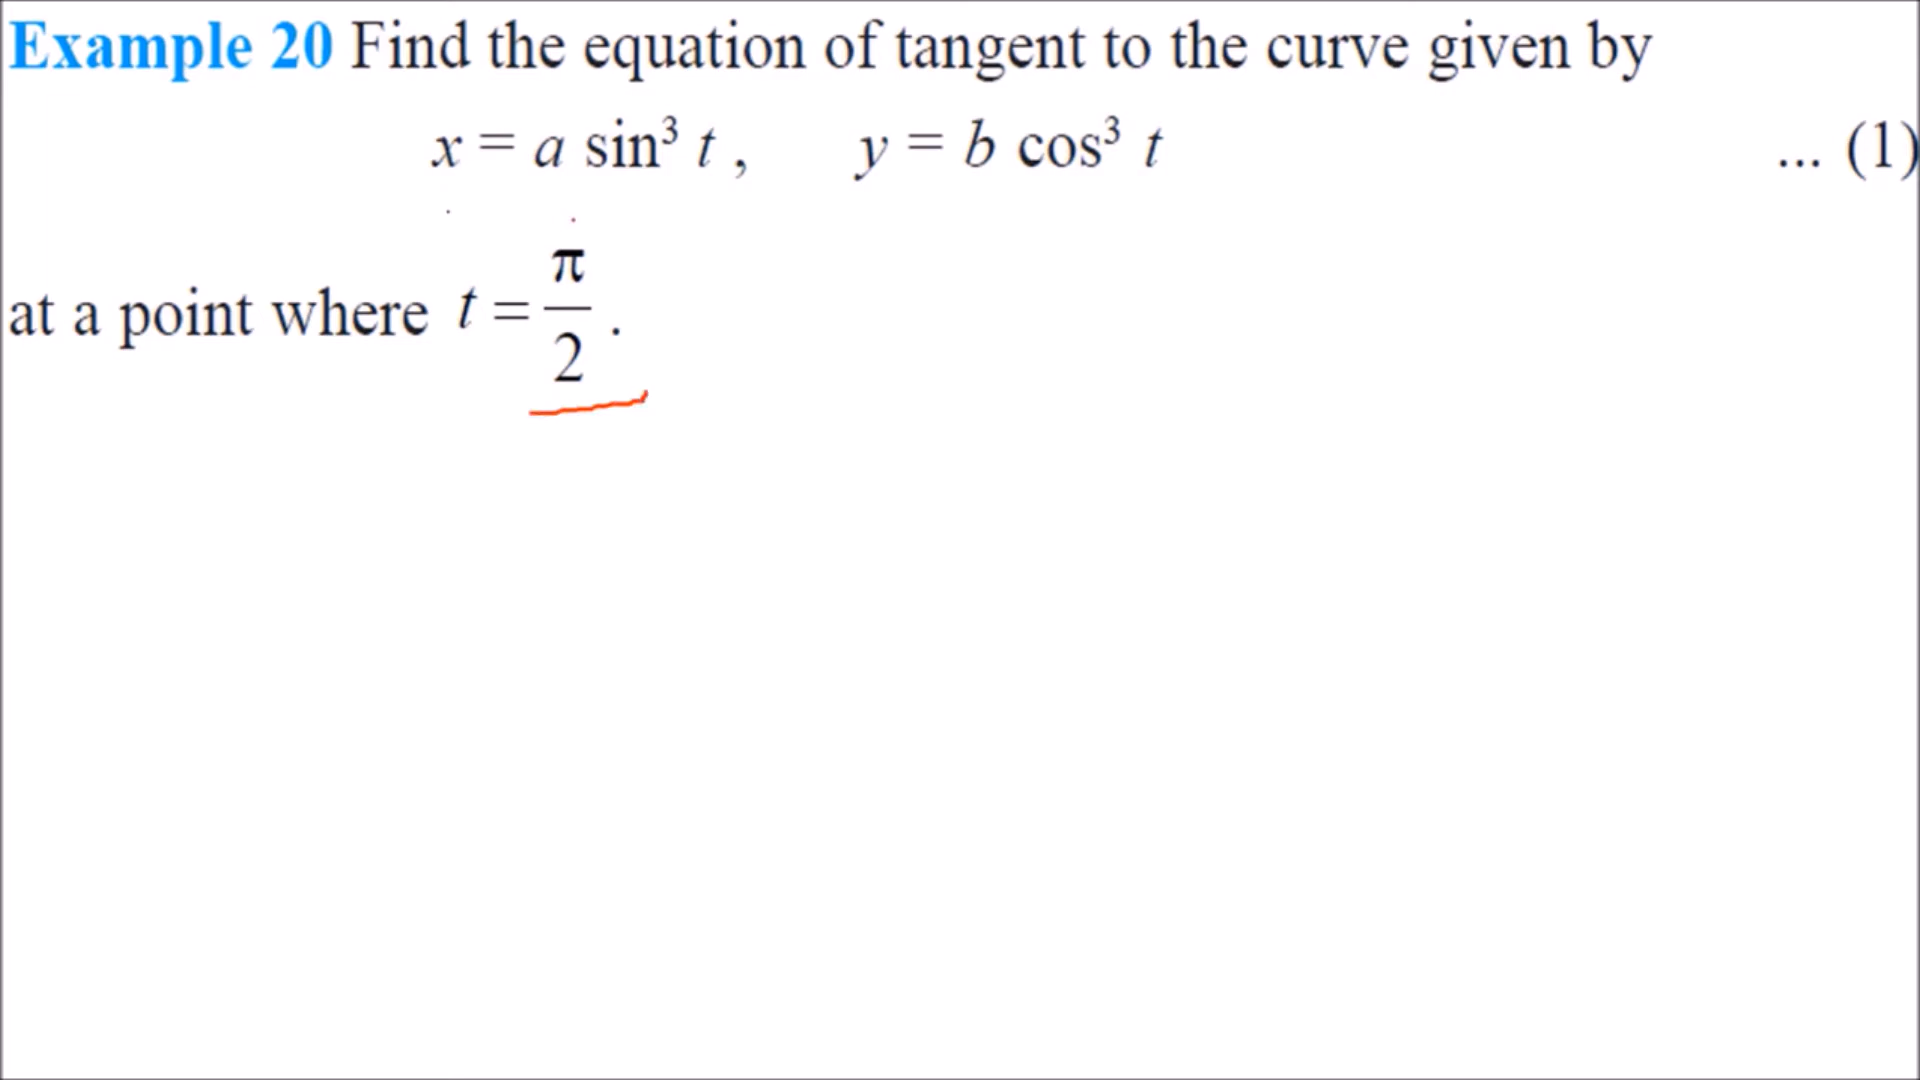 Example 20 Find the equation of tangent to the curve given by
x = a sin³ t , y = b cos³ t ... (1)
at a point where t = π/2 .